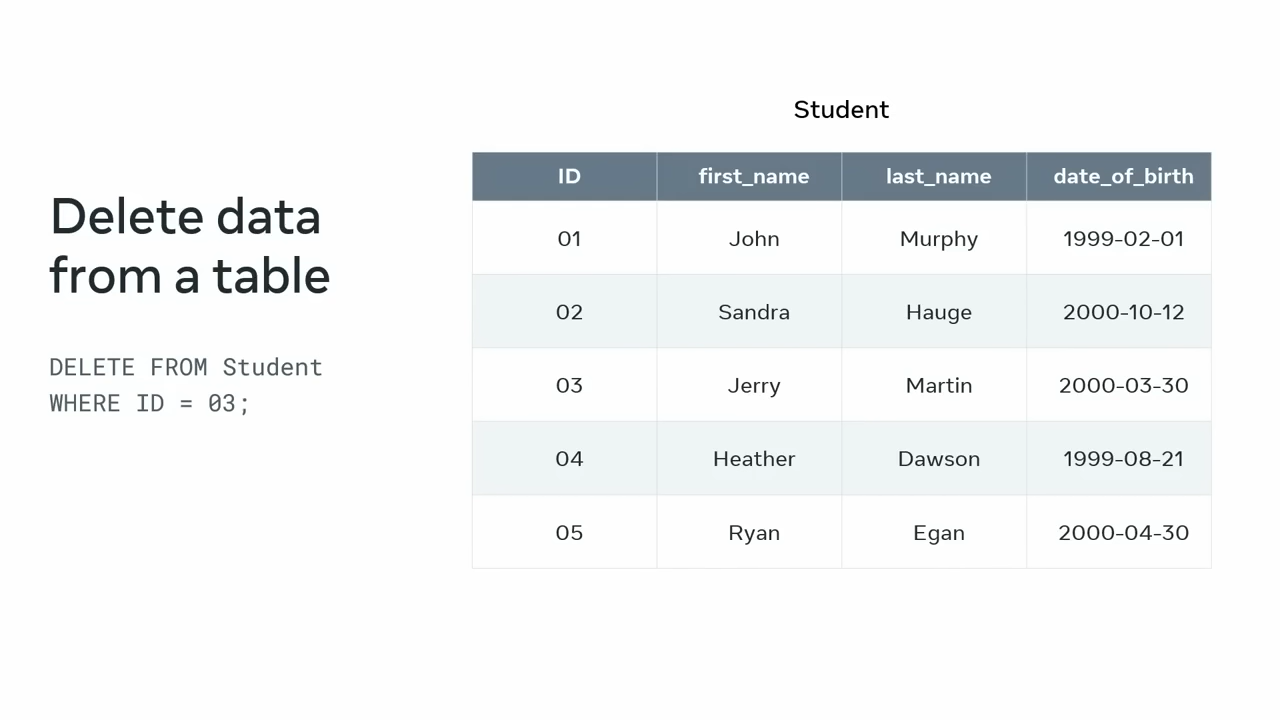 Delete data
from a table
DELETE FROM Student
WHERE ID = 03;
Student
ID first_name last_name date_of_birth
01 John Murphy 1999-02-01
02 Sandra Hauge 2000-10-12
03 Jerry Martin 2000-03-30
04 Heather Dawson 1999-08-21
05 Ryan Egan 2000-04-30